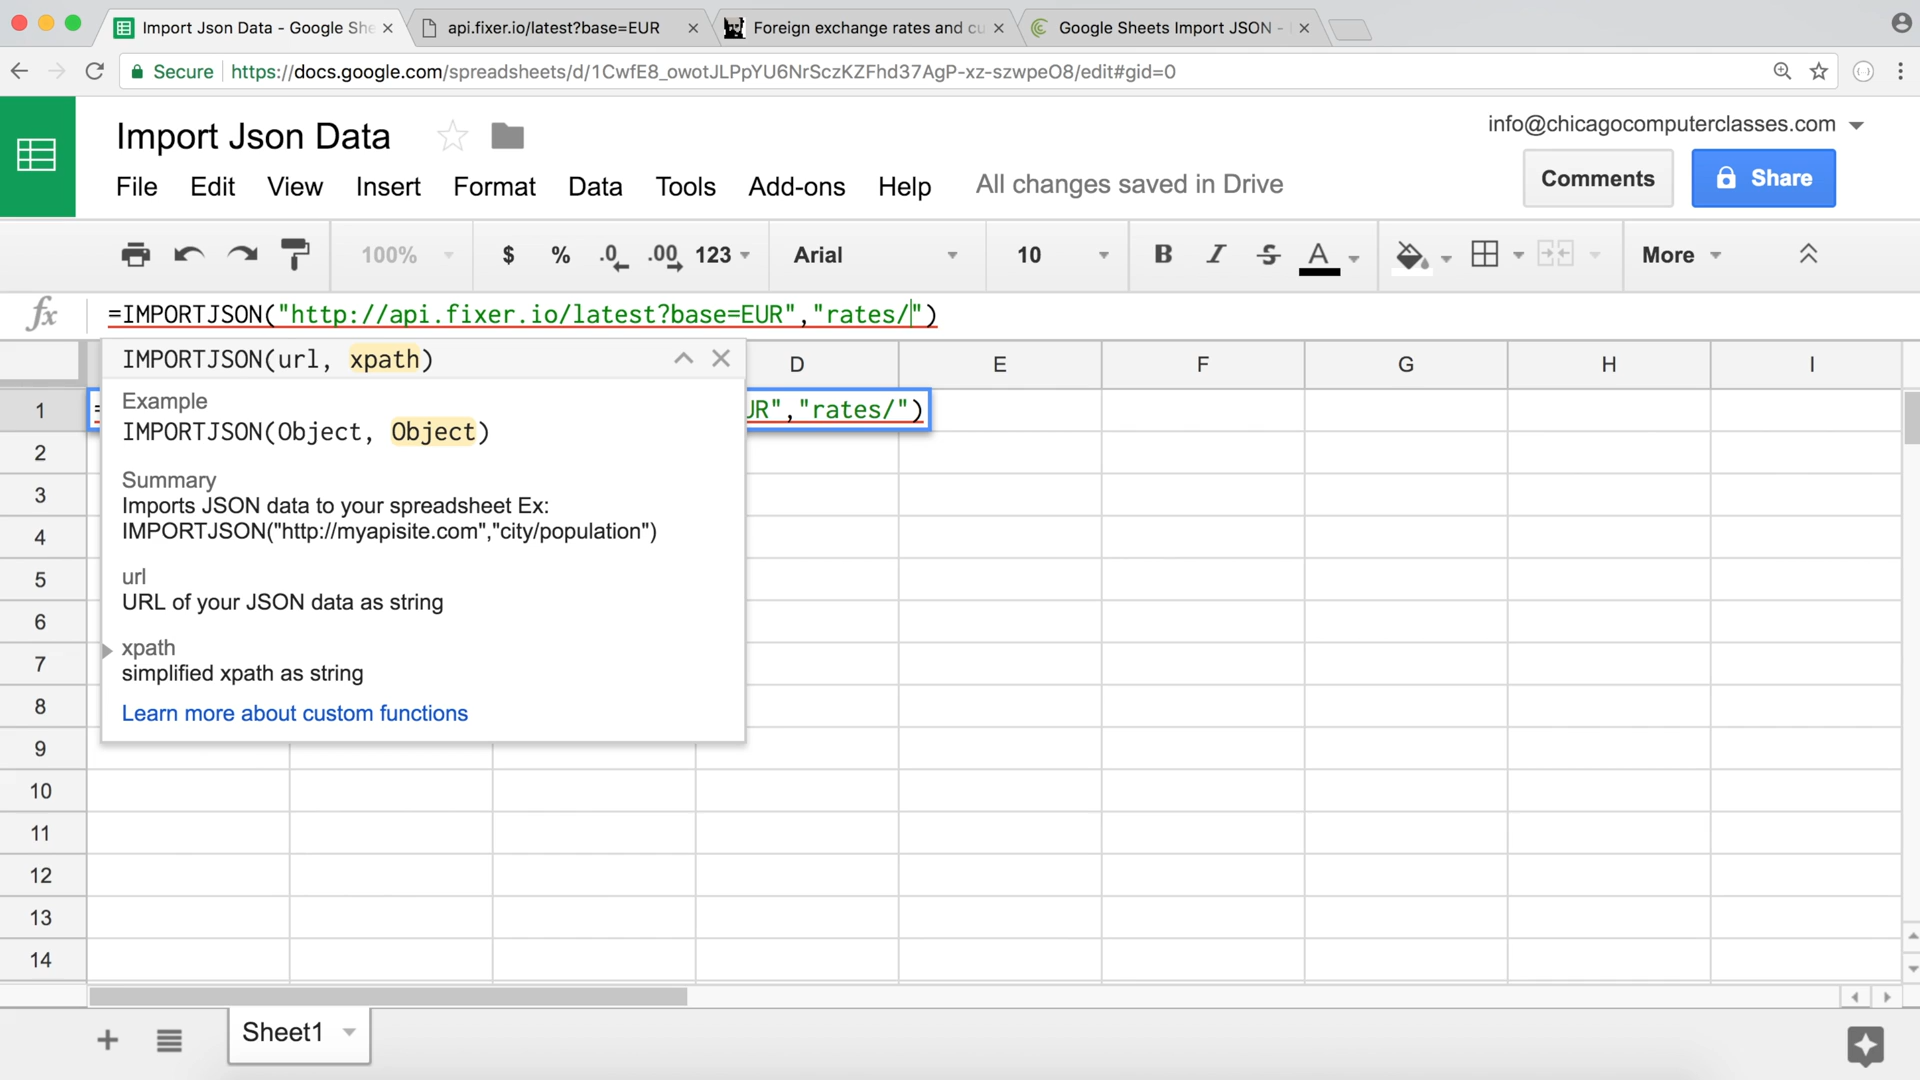 Import Json Data - Google She
api.fixer.io/latest?base=EUR
Foreign exchange rates and cu
Google Sheets Import JSON -
Secure
https://docs.google.com/spreadsheets/d/1CwfE8_owotJLPpYU6NrSczKZFhd37AgP-xz-szwpeO8/edit#gid=0
Import Json Data
info@chicagocomputerclasses.com
File Edit View Insert Format Data Tools Add-ons Help All changes saved in Drive
Comments
Share
100% $ % .0 .00 123 Arial 10 B I S A More
fx =IMPORTJSON("http://api.fixer.io/latest?base=EUR","rates/")
IMPORTJSON(url, xpath)
D E F G H I
Example
IMPORTJSON(Object, Object)
Summary
Imports JSON data to your spreadsheet Ex:
IMPORTJSON("http://myapisite.com","city/population")
url
URL of your JSON data as string
xpath
simplified xpath as string
Learn more about custom functions
1 = UR","rates/")
2
3
4
5
6
7
8
9
10
11
12
13
14
Sheet1